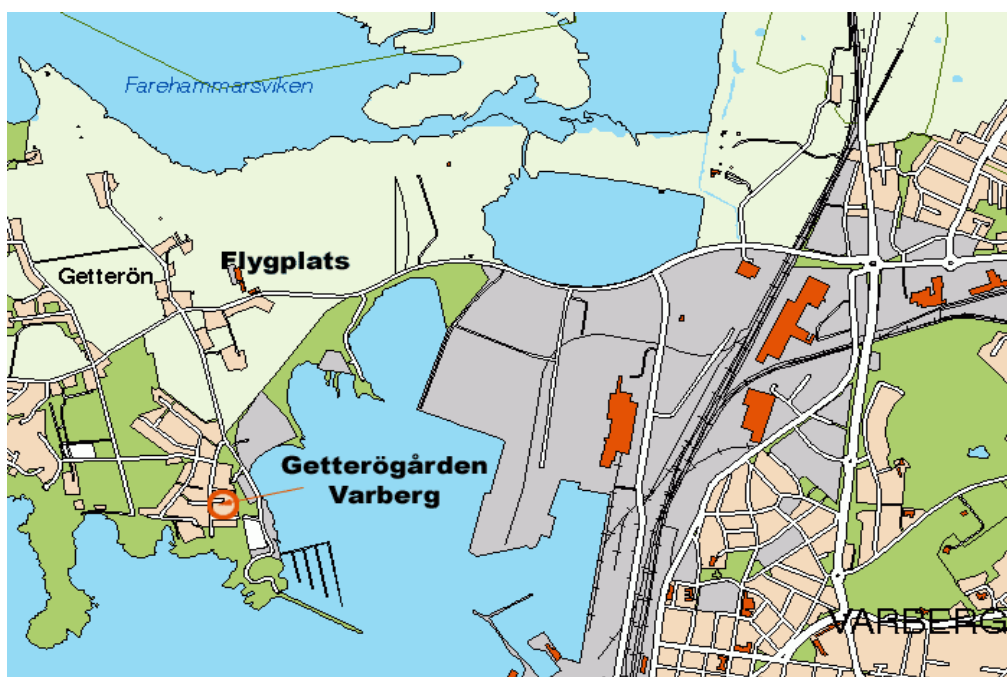 Farehammarsviken
Flygplats
Getterön
Getterögården
Varberg
VARBERG